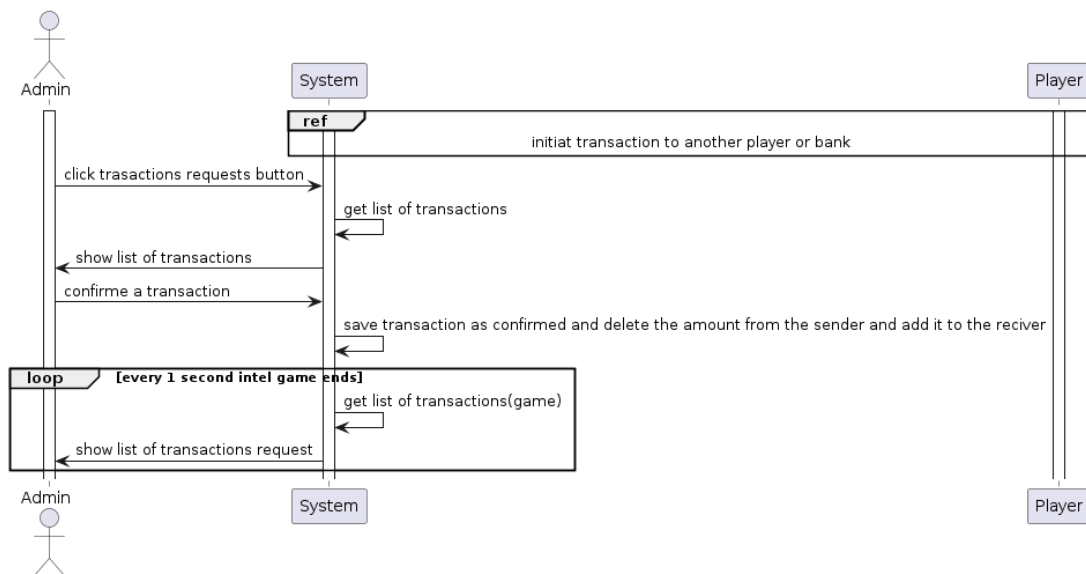 Admin
System
Player
ref
initiat transaction to another player or bank
click trasactions requests button
get list of transactions
show list of transactions
confirme a transaction
save transaction as confirmed and delete the amount from the sender and add it to the reciver
loop [every 1 second intel game ends]
get list of transactions(game)
show list of transactions request
Admin
System
Player